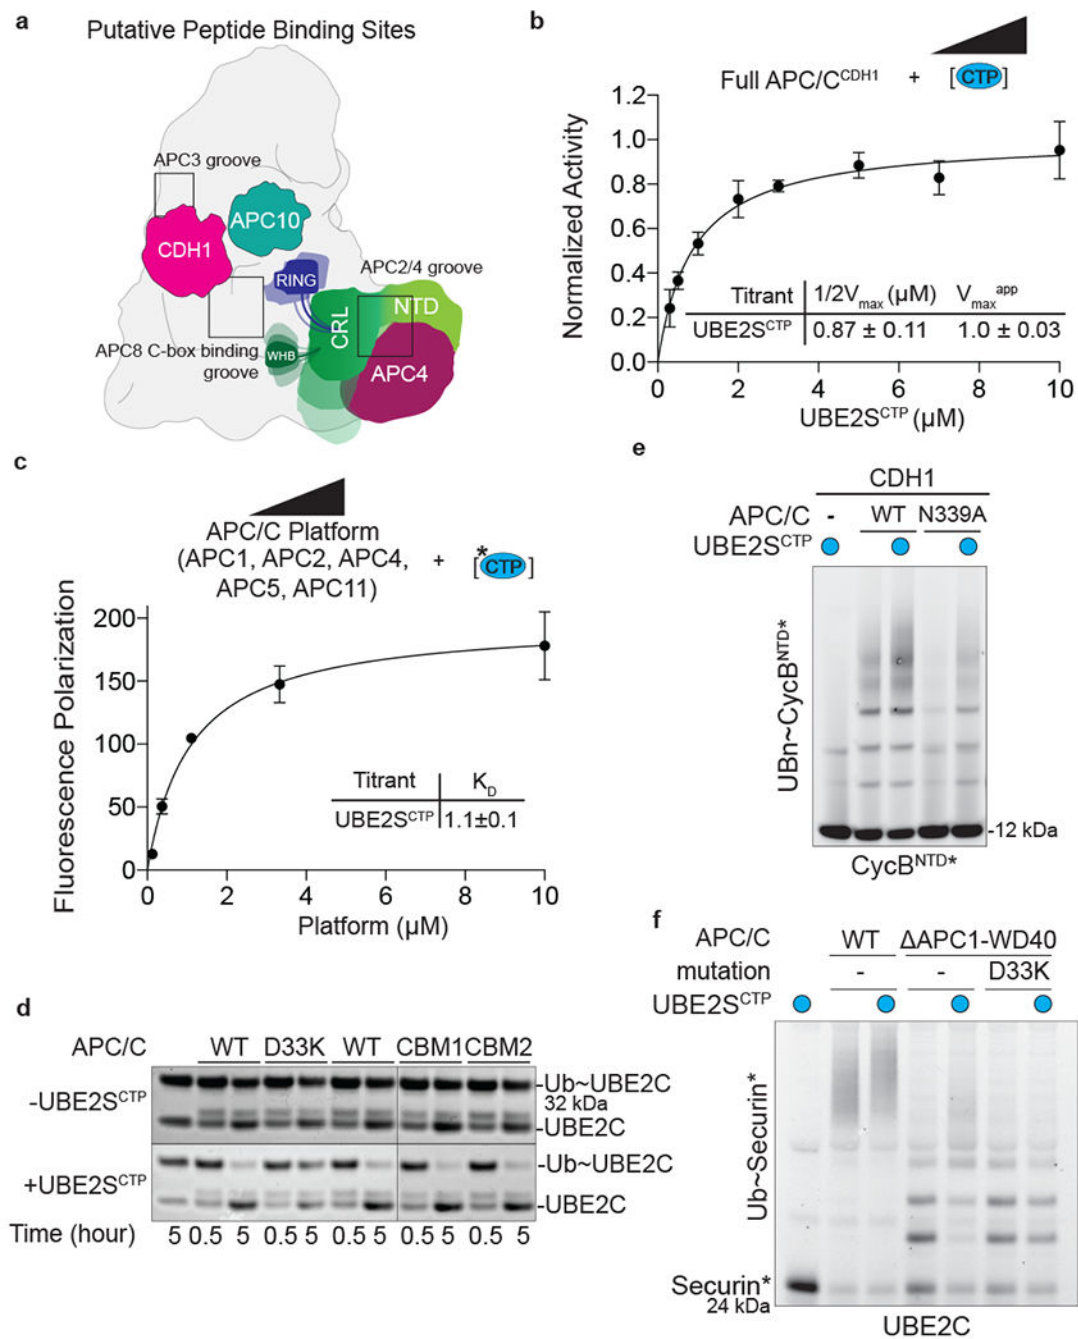 a
Putative Peptide Binding Sites
APC3 groove
CDH1
APC10
RING
APC2/4 groove
CRL
NTD
WHB
APC4
APC8 C-box binding
groove
b
Full APC/C^CDH1 + [CTP]
Normalized Activity
1.2
1.0
0.8
0.6
0.4
0.2
0.0
0 2 4 6 8 10
UBE2S^CTP (µM)
Titrant 1/2V_max (µM) V_max^app
UBE2S^CTP 0.87 ± 0.11 1.0 ± 0.03
c
APC/C Platform
(APC1, APC2, APC4,
APC5, APC11)
+ [*CTP]
Fluorescence Polarization
200
150
100
50
0
0 2 4 6 8 10
Platform (µM)
Titrant K_D
UBE2S^CTP 1.1±0.1
e
CDH1
APC/C - WT N339A
UBE2S^CTP
UBn~CycB^NTD*
-12 kDa
CycB^NTD*
d
APC/C WT D33K WT CBM1 CBM2
-UBE2S^CTP
-Ub~UBE2C
32 kDa
-UBE2C
+UBE2S^CTP
-Ub~UBE2C
-UBE2C
Time (hour) 5 0.5 5 0.5 5 0.5 5 0.5 5 0.5 5
f
APC/C WT ΔAPC1-WD40
mutation - - D33K
UBE2S^CTP
Ub~Securin*
Securin*
24 kDa
UBE2C